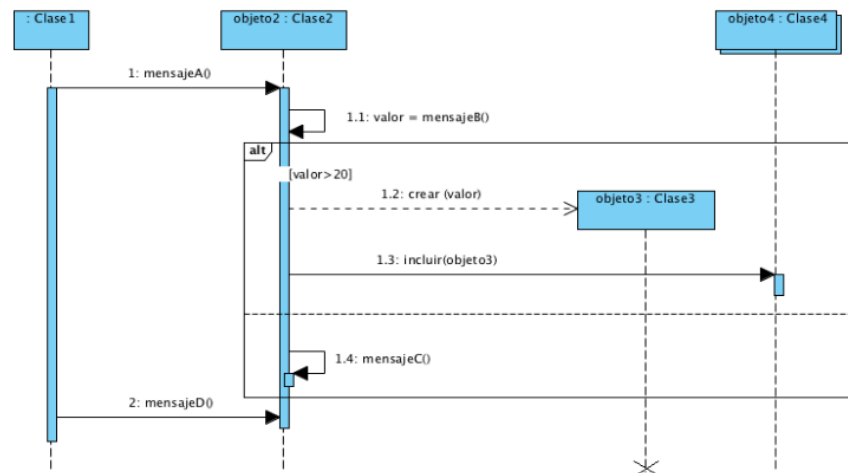 : Clase1
objeto2 : Clase2
objeto4 : Clase4
1: mensajeA()
1.1: valor = mensajeB()
alt
[valor>20]
1.2: crear (valor)
objeto3 : Clase3
1.3: incluir(objeto3)
1.4: mensajeC()
2: mensajeD()